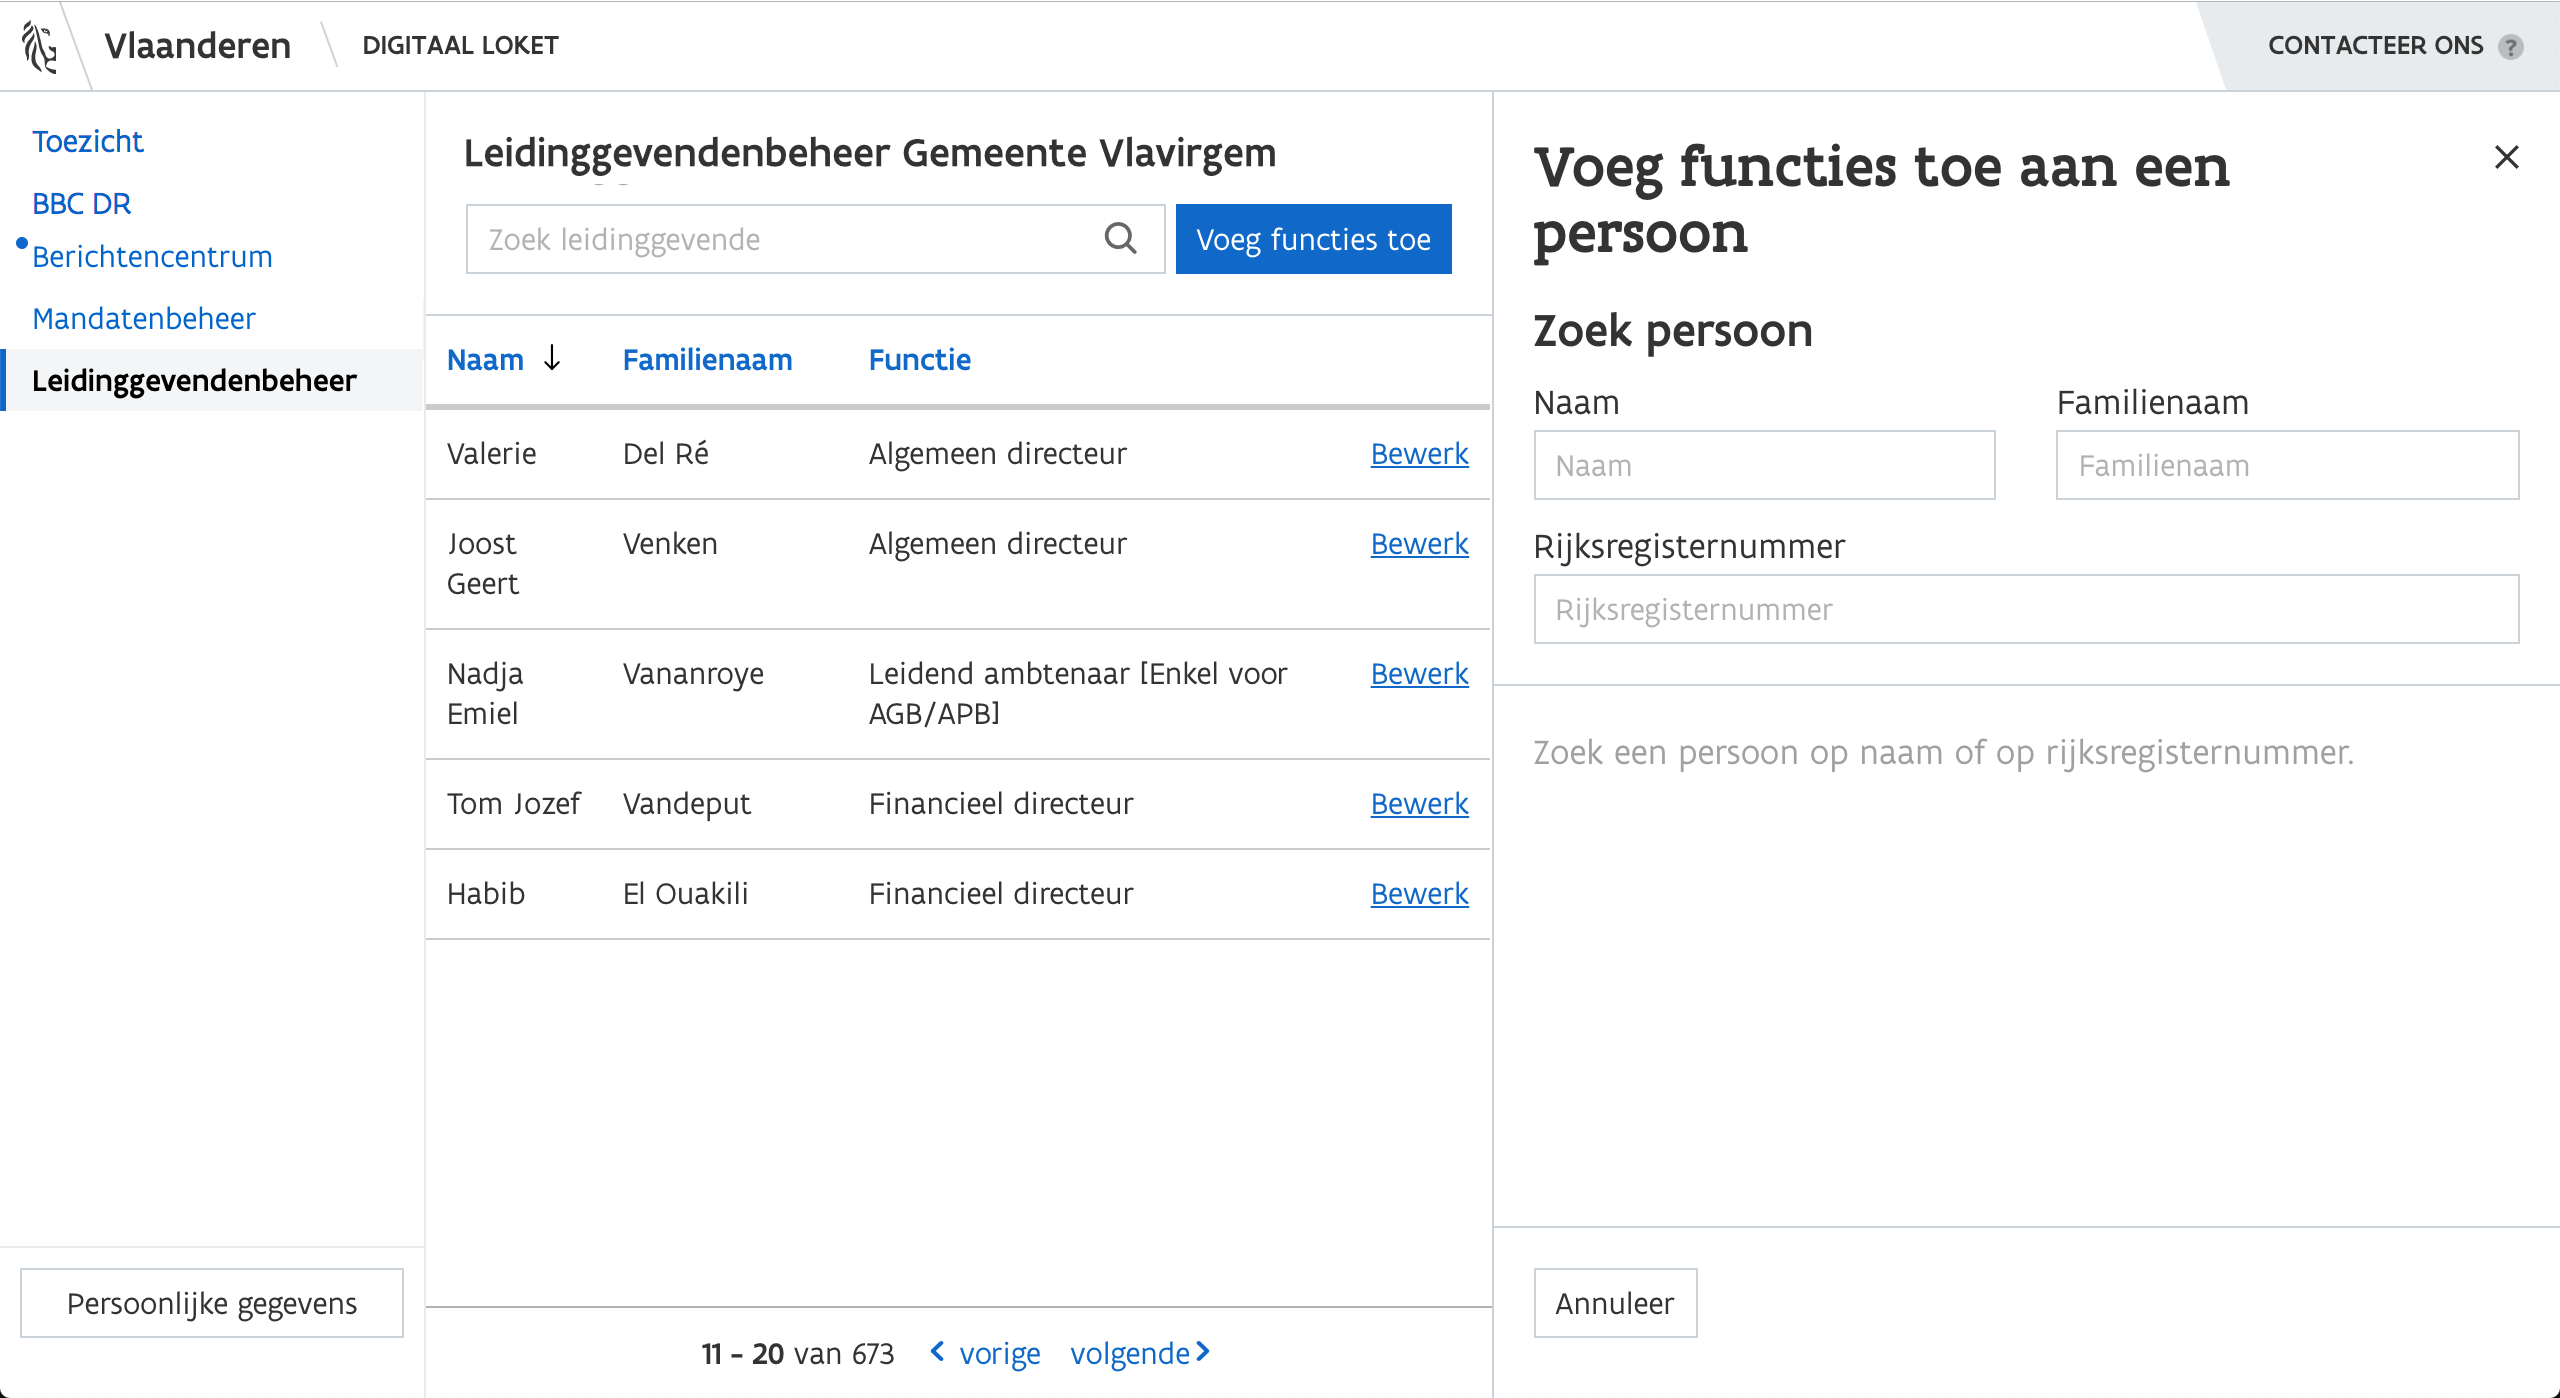 Vlaanderen
DIGITAAL LOKET
CONTACTEER ONS ?
Toezicht
BBC DR
Berichtencentrum
Mandatenbeheer
Leidinggevendenbeheer
Persoonlijke gegevens
Leidinggevendenbeheer Gemeente Vlavirgem
Zoek leidinggevende
Voeg functies toe
Naam Familienaam Functie
Valerie Del Ré Algemeen directeur Bewerk
Joost Venken Algemeen directeur Bewerk
Geert
Nadja Vananroye Leidend ambtenaar [Enkel voor Bewerk
Emiel AGB/APB]
Tom Jozef Vandeput Financieel directeur Bewerk
Habib El Ouakili Financieel directeur Bewerk
11 - 20 van 673 vorige volgende
Voeg functies toe aan een
persoon
Zoek persoon
Naam Familienaam
Naam Familienaam
Rijksregisternummer
Rijksregisternummer
Zoek een persoon op naam of op rijksregisternummer.
Annuleer